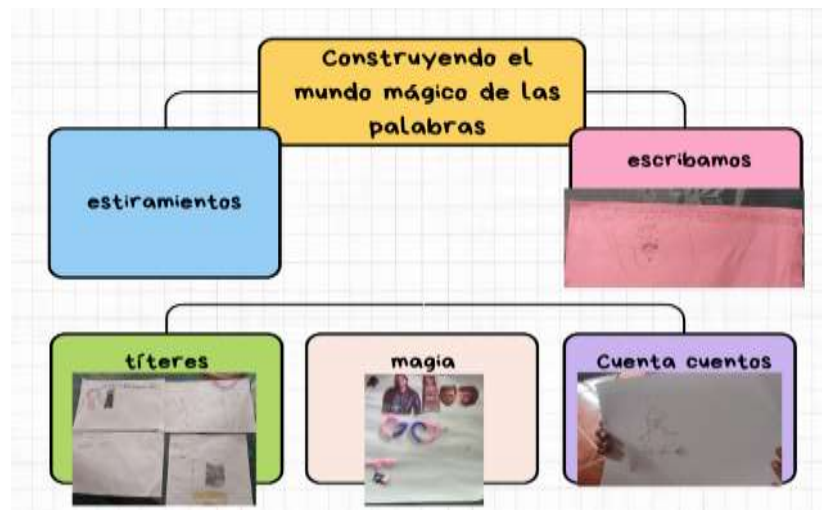 Construyendo el
mundo mágico de las
palabras
estiramientos
escribamos
títeres
magia
Cuenta cuentos